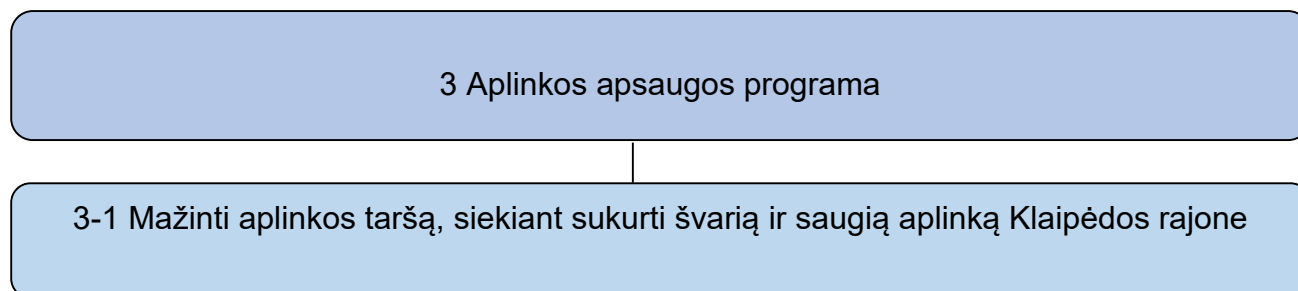 3 Aplinkos apsaugos programa
3-1 Mažinti aplinkos taršą, siekiant sukurti švarią ir saugią aplinką Klaipėdos rajone